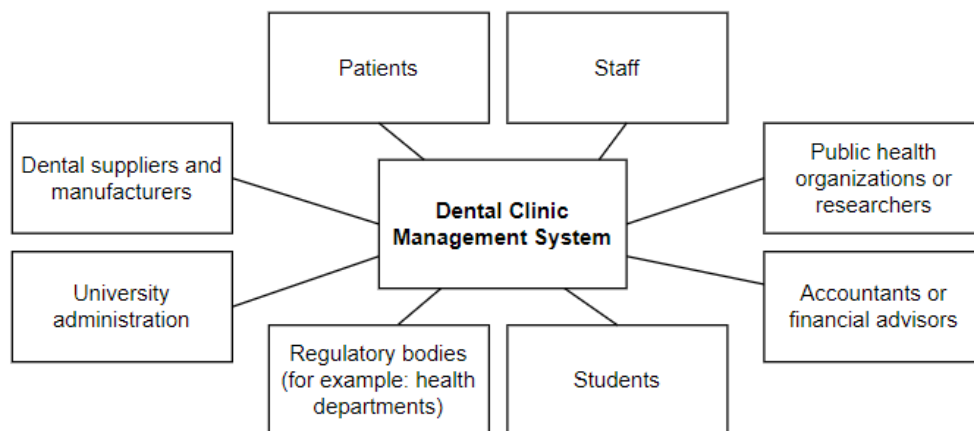 Patients
Staff
Dental suppliers and
manufacturers
Public health
organizations or
researchers
Dental Clinic
Management System
University
administration
Accountants or
financial advisors
Regulatory bodies
(for example: health
departments)
Students